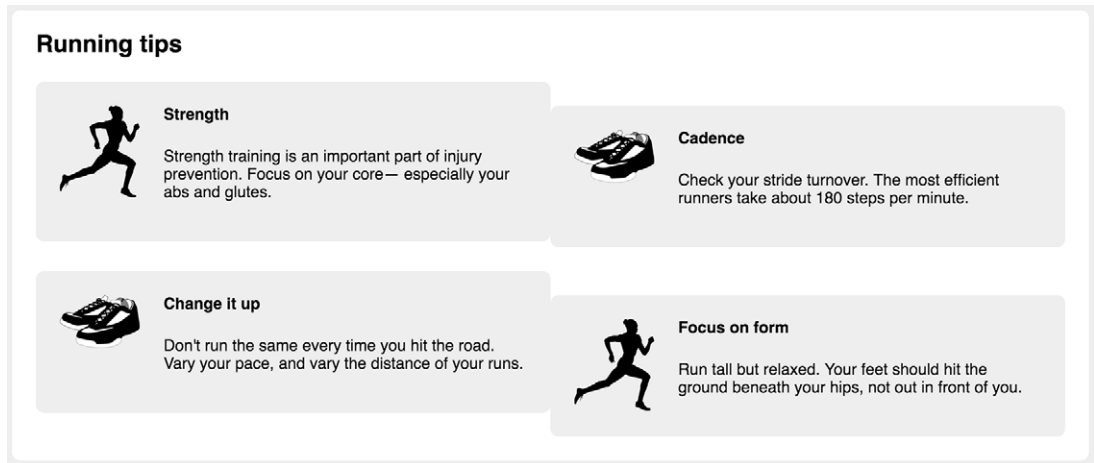 Running tips
Strength
Strength training is an important part of injury
prevention. Focus on your core— especially your
abs and glutes.
Cadence
Check your stride turnover. The most efficient
runners take about 180 steps per minute.
Change it up
Don't run the same every time you hit the road.
Vary your pace, and vary the distance of your runs.
Focus on form
Run tall but relaxed. Your feet should hit the
ground beneath your hips, not out in front of you.